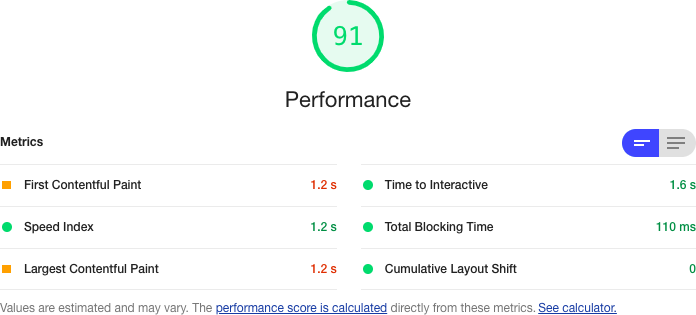 91
Performance
Metrics
First Contentful Paint 1.2 s
Time to Interactive 1.6 s
Speed Index 1.2 s
Total Blocking Time 110 ms
Largest Contentful Paint 1.2 s
Cumulative Layout Shift 0
Values are estimated and may vary. The performance score is calculated directly from these metrics. See calculator.